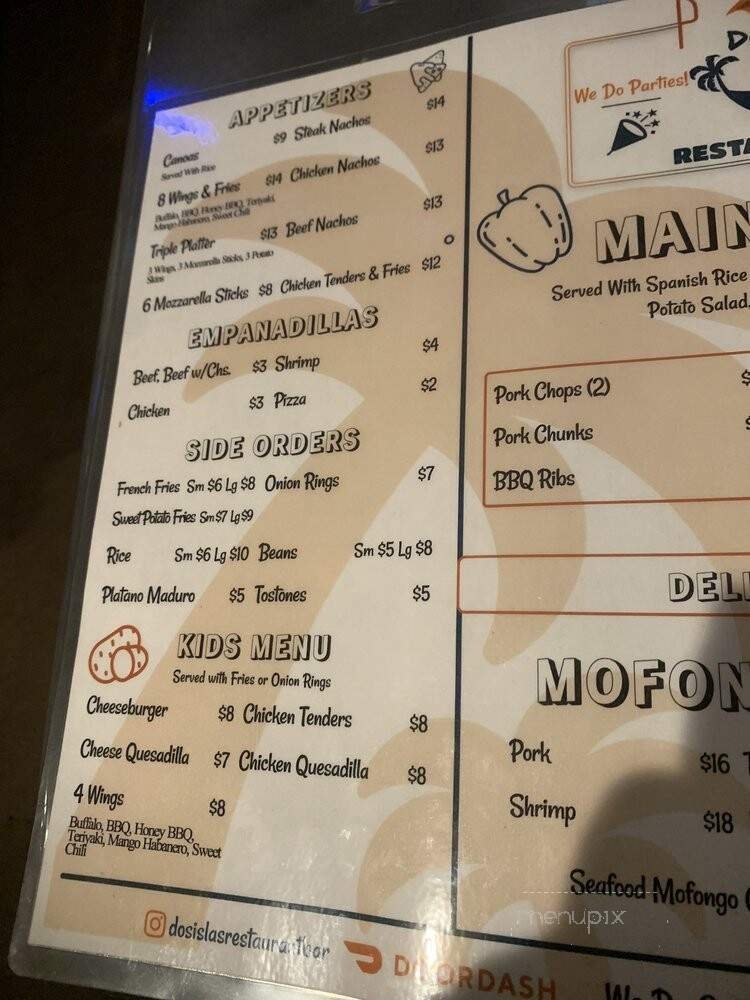 APPETIZERS
Canoas $9 Steak Nachos $14
Served With Rice
8 Wings & Fries $14 Chicken Nachos $13
Buffalo, BBQ, Honey BBQ, Teriyaki,
Mango Habanero, Sweet Chili
Triple Platter $13 Beef Nachos $13
3 Wings, 3 Mozzarella Sticks, 3 Potato
Skins
6 Mozzarella Sticks $8 Chicken Tenders & Fries $12
EMPANADILLAS
Beef, Beef w/Chs. $3 Shrimp $4
Chicken $3 Pizza $2
SIDE ORDERS
French Fries Sm $6 Lg $8 Onion Rings $7
Sweet Potato Fries Sm $7 Lg $9
Rice Sm $6 Lg $10 Beans Sm $5 Lg $8
Platano Maduro $5 Tostones $5
KIDS MENU
Served with Fries or Onion Rings
Cheeseburger $8 Chicken Tenders $8
Cheese Quesadilla $7 Chicken Quesadilla $8
4 Wings $8
Buffalo, BBQ, Honey BBQ,
Teriyaki, Mango Habanero, Sweet
Chili
dosislasrestaurantbar
DOORDASH
We Do Parties!
RESTA
MAIN
Served With Spanish Rice
Potato Salad,
Pork Chops (2) $
Pork Chunks $
BBQ Ribs
DELI
MOFON
Pork $16
Shrimp $18
Seafood Mofongo (
menupix